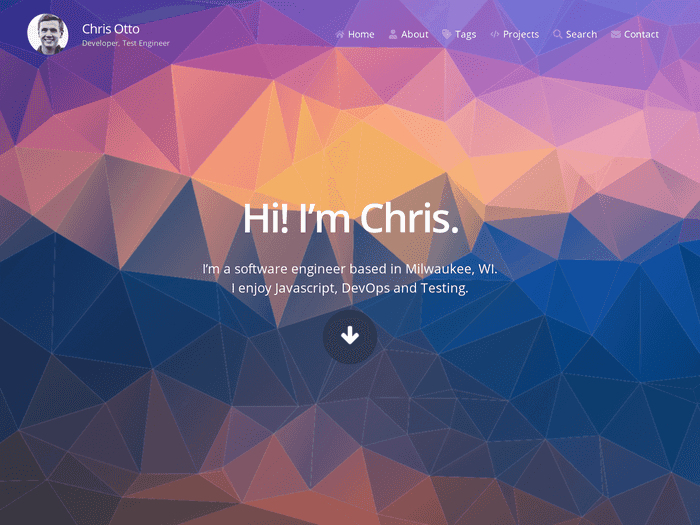 Chris Otto
Developer. Test Engineer
Home About Tags Projects Search Contact
Hi! I’m Chris.
I’m a software engineer based in Milwaukee, WI.
I enjoy Javascript, DevOps and Testing.